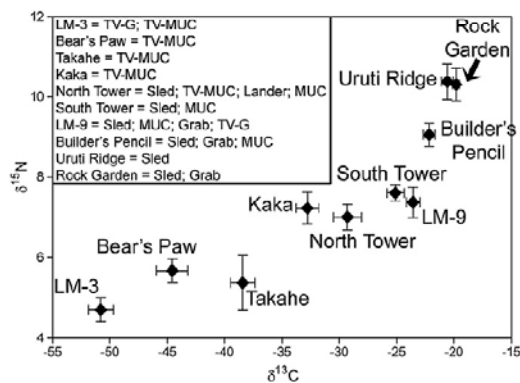 LM-3 = TV-G; TV-MUC
Bear's Paw = TV-MUC
Takahe = TV-MUC
Kaka = TV-MUC
North Tower = Sled; TV-MUC; Lander; MUC
South Tower = Sled; MUC
LM-9 = Sled; MUC; Grab; TV-G
Builder's Pencil = Sled; Grab; MUC
Uruti Ridge = Sled
Rock Garden = Sled; Grab
Rock
Garden
Uruti Ridge
Builder's
Pencil
South Tower
Kaka
LM-9
North Tower
Bear's Paw
Takahe
LM-3
12
10
8
6
4
δ15N
-55 -50 -45 -40 -35 -30 -25 -20 -15
δ13C